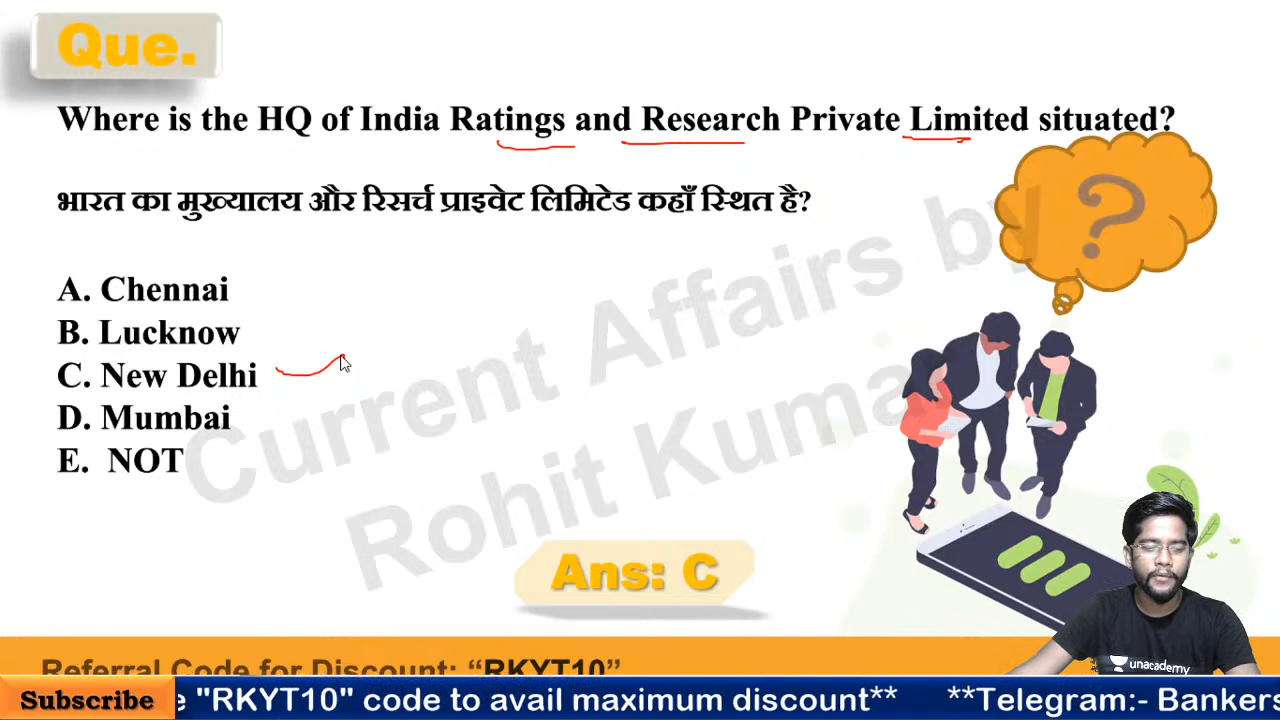 Que.
Where is the HQ of India Ratings and Research Private Limited situated?
भारत का मुख्यालय और रिसर्च प्राइवेट लिमिटेड कहाँ स्थित है?
A. Chennai
B. Lucknow
C. New Delhi
D. Mumbai
E. NOT
Current Affairs by
Rohit Kumar
Ans: C
unacademy
Referral Code for Discount: “RKYT10”
Subscribe
"RKYT10" code to avail maximum discount** **Telegram:- Bankers